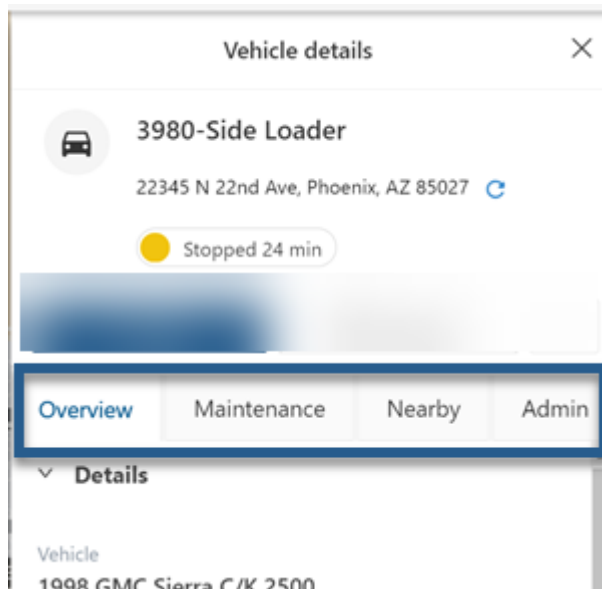 Vehicle details
3980-Side Loader
22345 N 22nd Ave, Phoenix, AZ 85027
Stopped 24 min
Overview Maintenance Nearby Admin
Details
Vehicle
1998 GMC Sierra C/K 2500